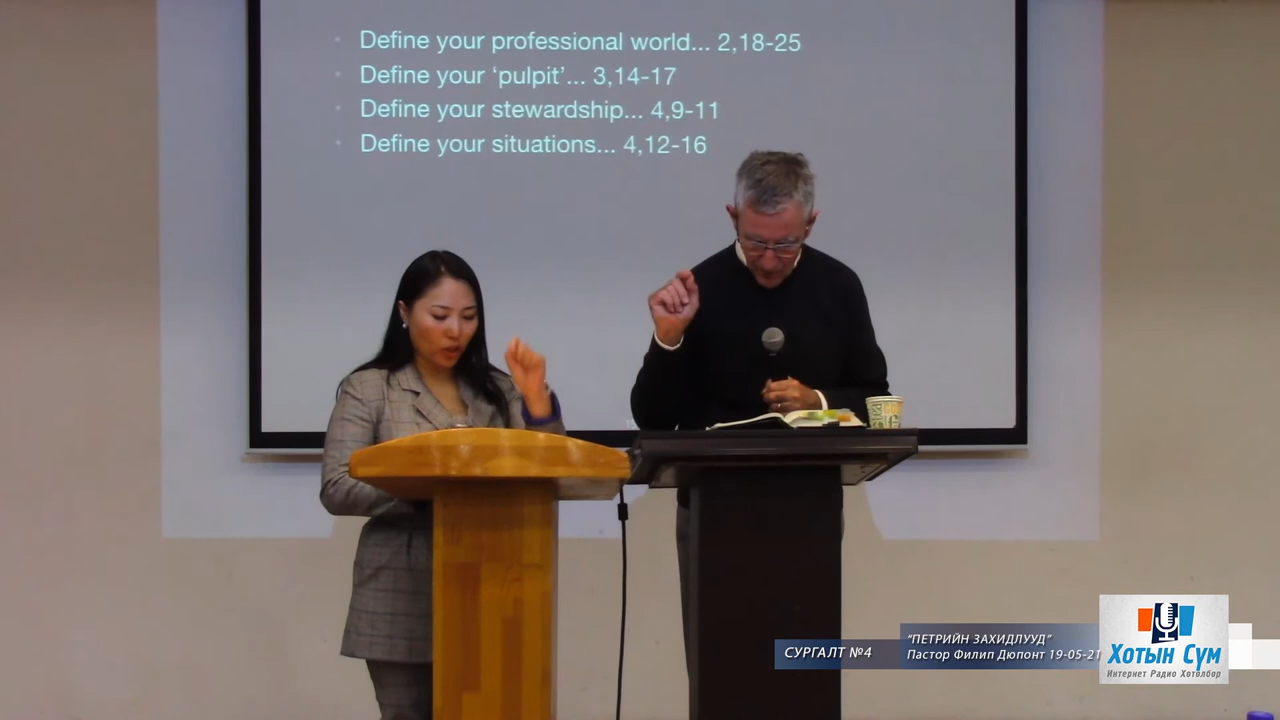 Define your professional world... 2,18-25
Define your ‘pulpit’... 3,14-17
Define your stewardship... 4,9-11
Define your situations... 4,12-16
СУРГАЛТ №4
"ПЕТРИЙН ЗАХИДЛУУД"
Пастор Филип Дюпонт 19-05-21
Хотын Сүм
Интернет Радио Хөтөлбөр